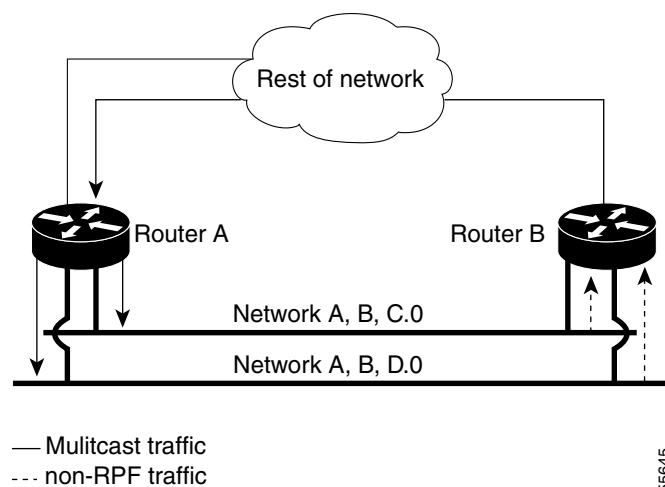 Rest of network
Router A
Router B
Network A, B, C.0
Network A, B, D.0
Mulitcast traffic
non-RPF traffic